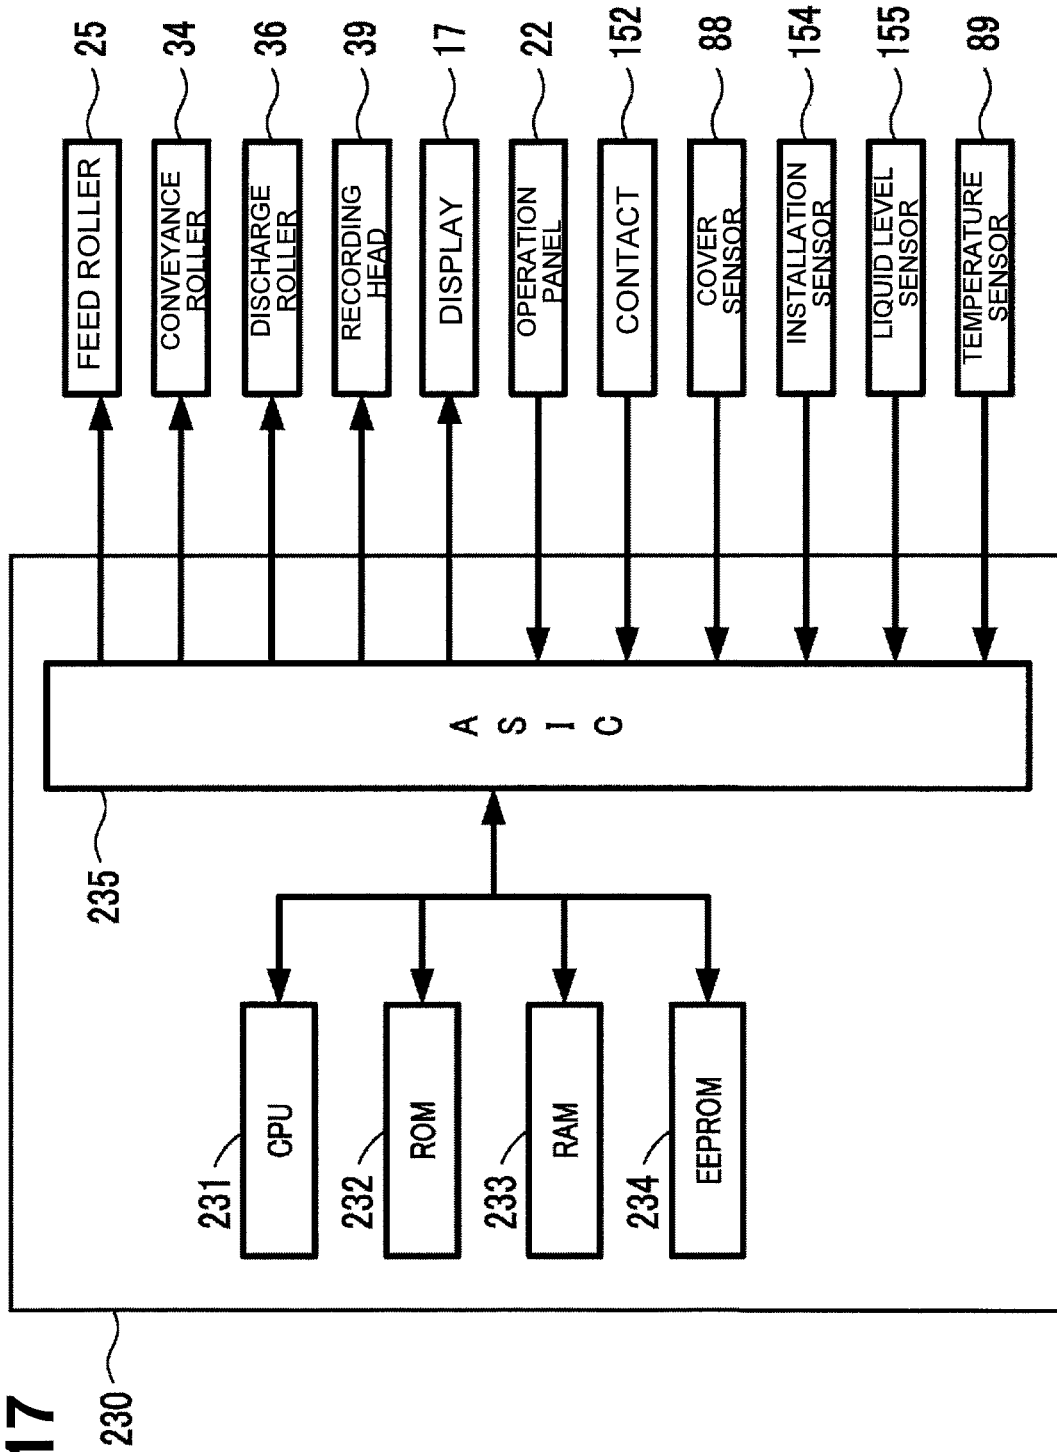 17
230
231
CPU
232
ROM
233
RAM
234
EEPROM
235
ASIC
FEED ROLLER
25
CONVEYANCE
ROLLER
34
DISCHARGE
ROLLER
36
RECORDING
HEAD
39
DISPLAY
17
OPERATION
PANEL
22
CONTACT
152
COVER
SENSOR
88
INSTALLATION
SENSOR
154
LIQUID LEVEL
SENSOR
155
TEMPERATURE
SENSOR
89